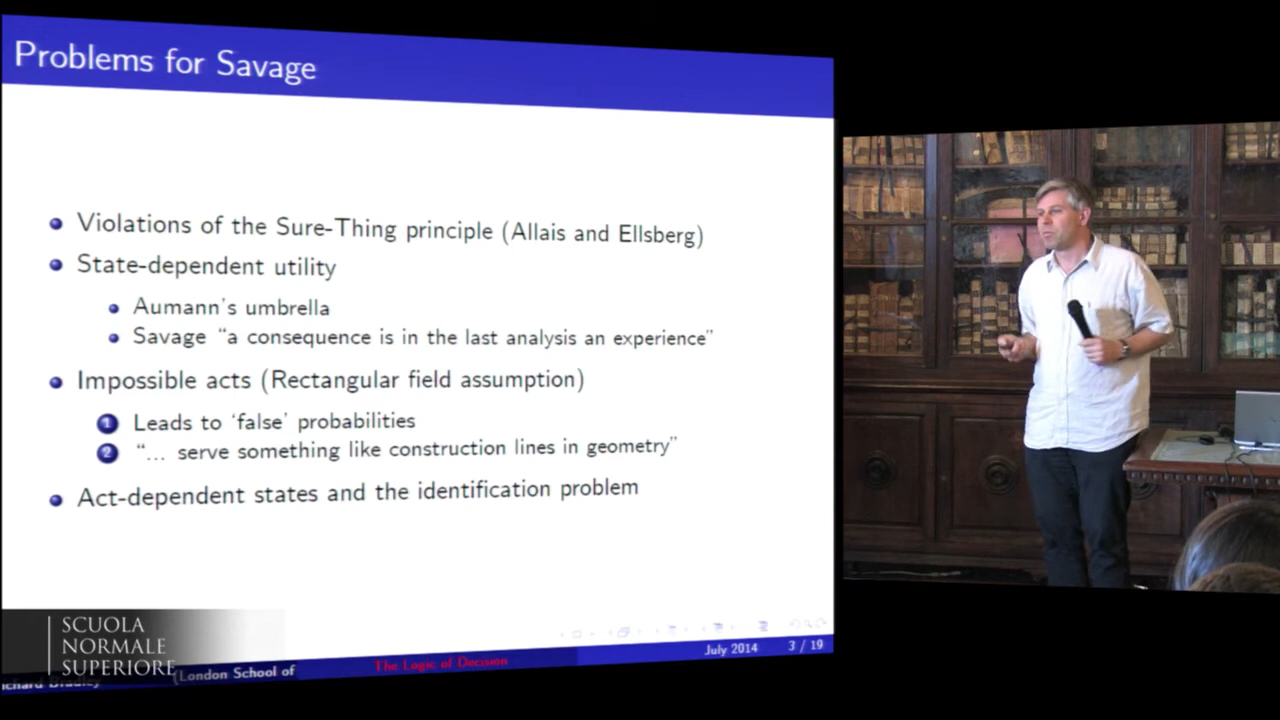 Problems for Savage
Violations of the Sure-Thing principle (Allais and Ellsberg)
State-dependent utility
Aumann's umbrella
Savage "a consequence is in the last analysis an experience"
Impossible acts (Rectangular field assumption)
1 Leads to 'false' probabilities
2 "... serve something like construction lines in geometry"
Act-dependent states and the identification problem
SCUOLA
NORMALE
SUPERIORE
(London School of
The Logic of Decision
July 2014
3 / 19